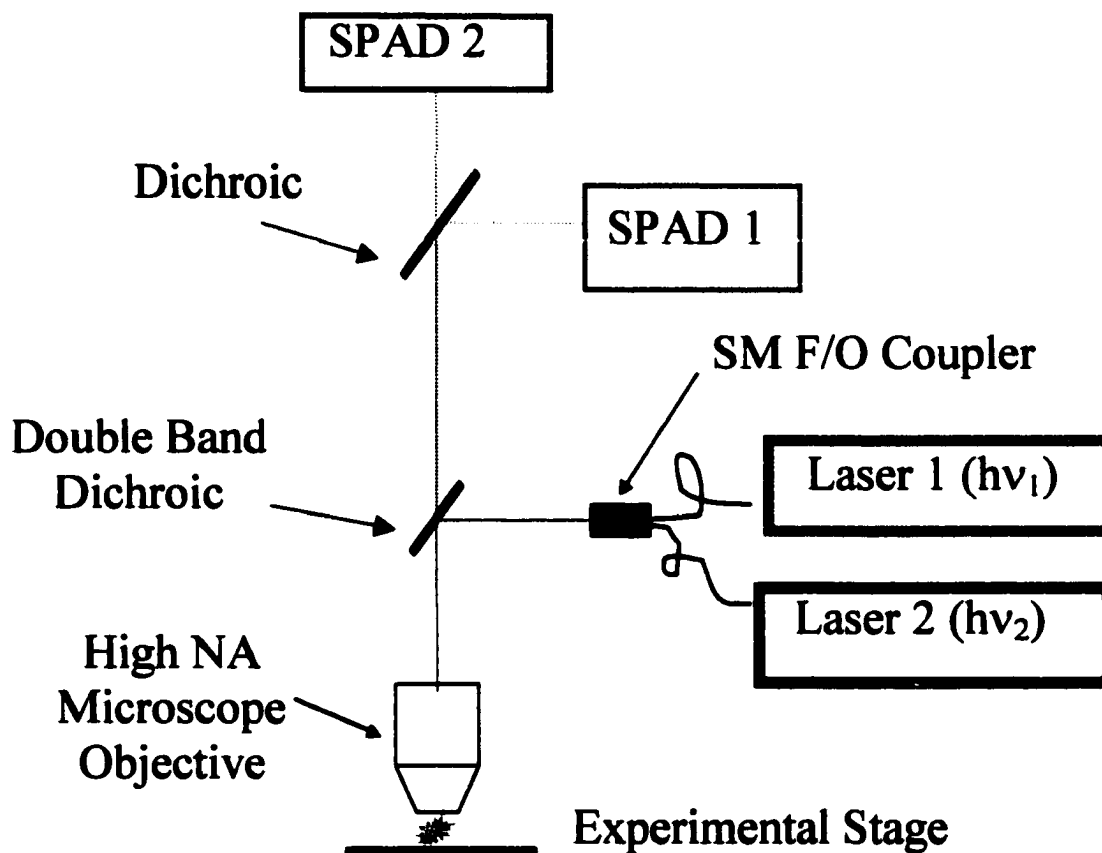 SPAD 2
Dichroic
SPAD 1
SM F/O Coupler
Double Band
Dichroic
Laser 1 (hν₁)
Laser 2 (hν₂)
High NA
Microscope
Objective
Experimental Stage